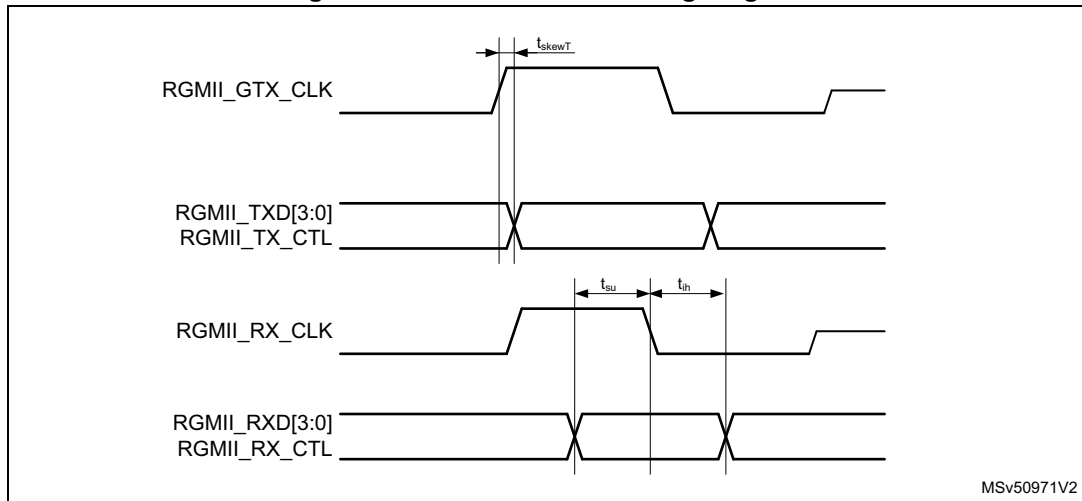 t_skewT
RGMII_GTX_CLK
RGMII_TXD[3:0]
RGMII_TX_CTL
t_su t_ih
RGMII_RX_CLK
RGMII_RXD[3:0]
RGMII_RX_CTL
MSv50971V2